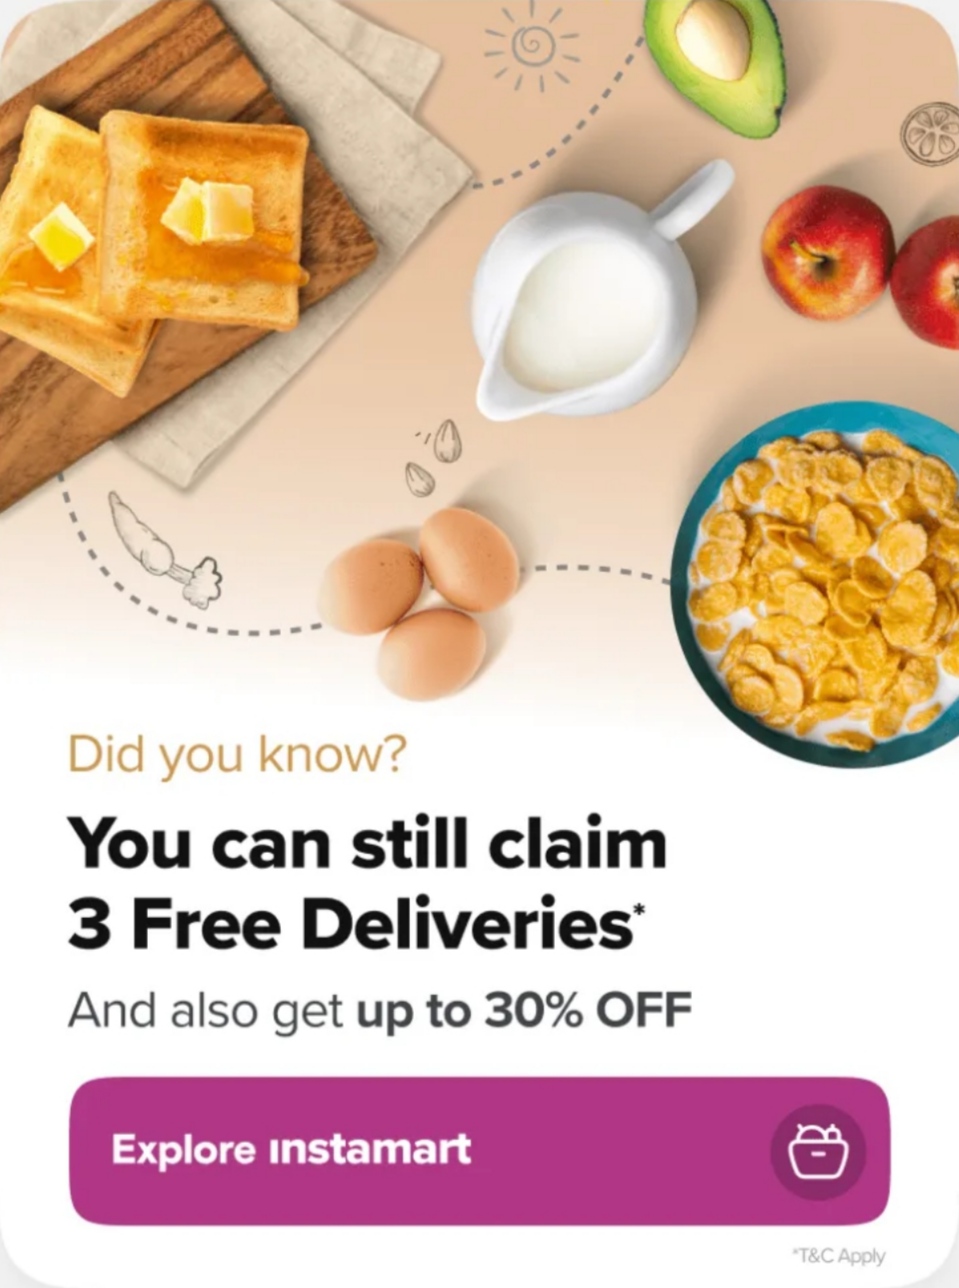 Did you know?
You can still claim
3 Free Deliveries*
And also get up to 30% OFF
Explore instamart
*T&C Apply